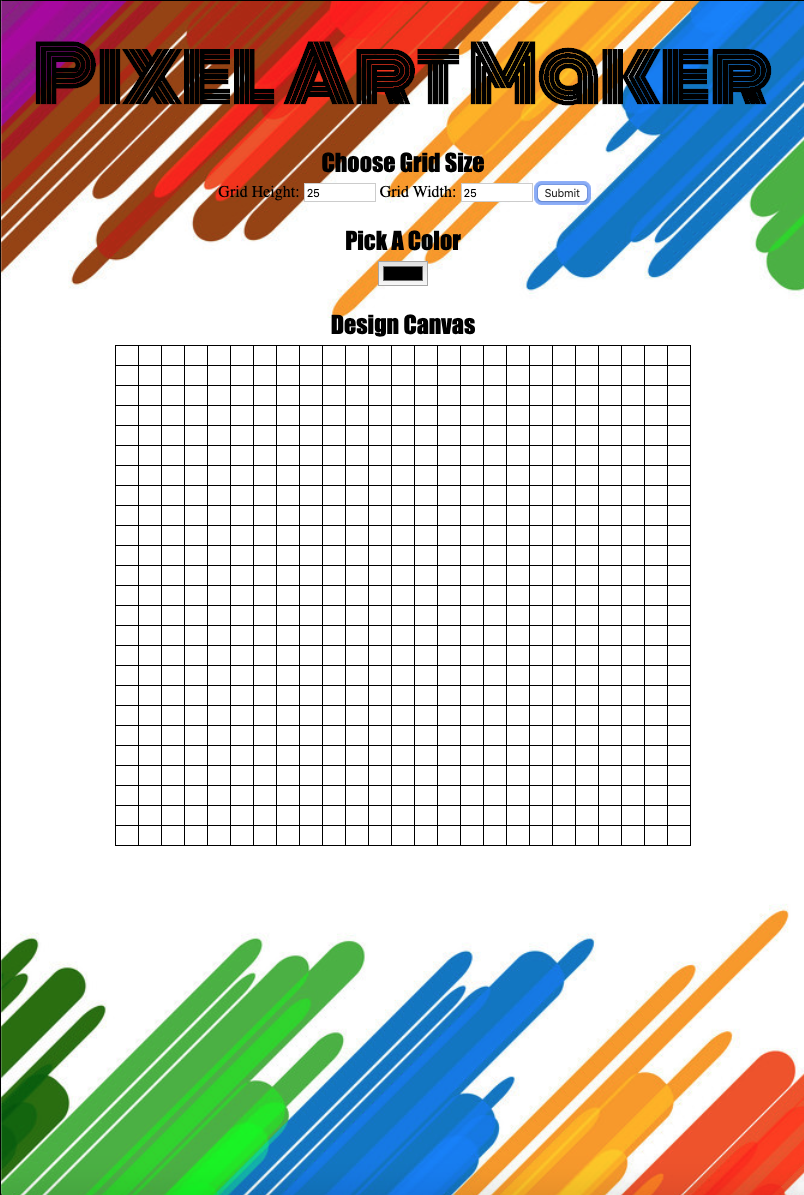 Pixel Art Maker
Choose Grid Size
Grid Height: 25 Grid Width: 25 Submit
Pick A Color
Design Canvas